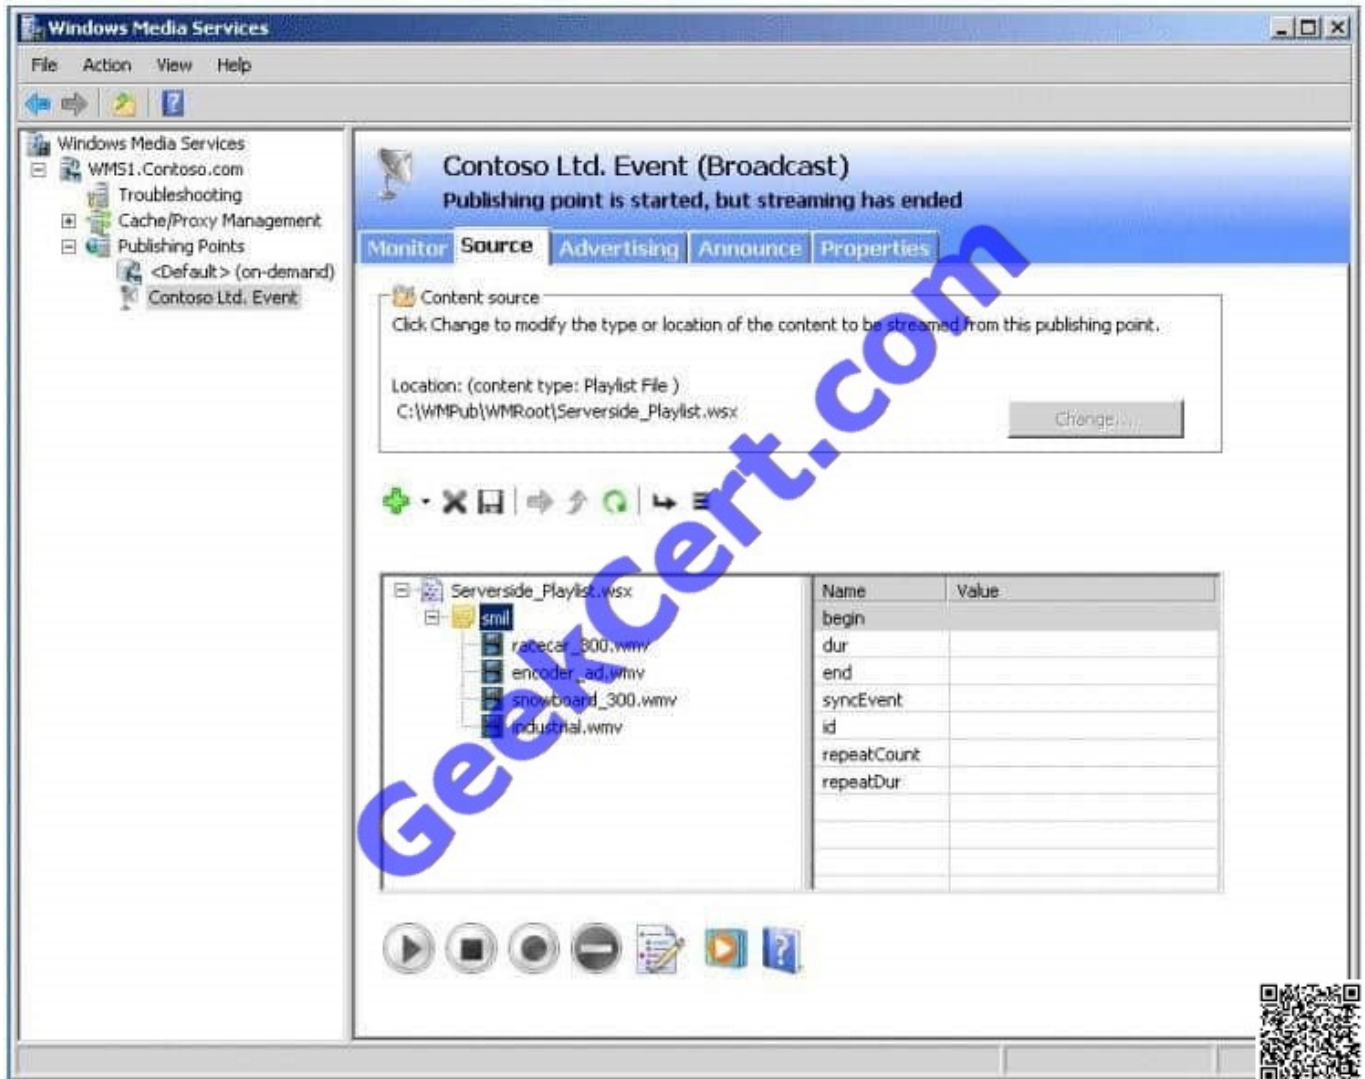 Windows Media Services
File Action View Help
Windows Media Services
WMS1.Contoso.com
Troubleshooting
Cache/Proxy Management
Publishing Points
<Default> (on-demand)
Contoso Ltd. Event
Contoso Ltd. Event (Broadcast)
Publishing point is started, but streaming has ended
Monitor Source Advertising Announce Properties
Content source
Click Change to modify the type or location of the content to be streamed from this publishing point.
Location: (content type: Playlist File )
C:\WMPub\WMRoot\Serverside_Playlist.wsx
Change...
Serverside_Playlist.wsx
smil
racecar_300.wmv
encoder_ad.wmv
snowboard_300.wmv
industrial.wmv
Name Value
begin
dur
end
syncEvent
id
repeatCount
repeatDur
GeekCert.com